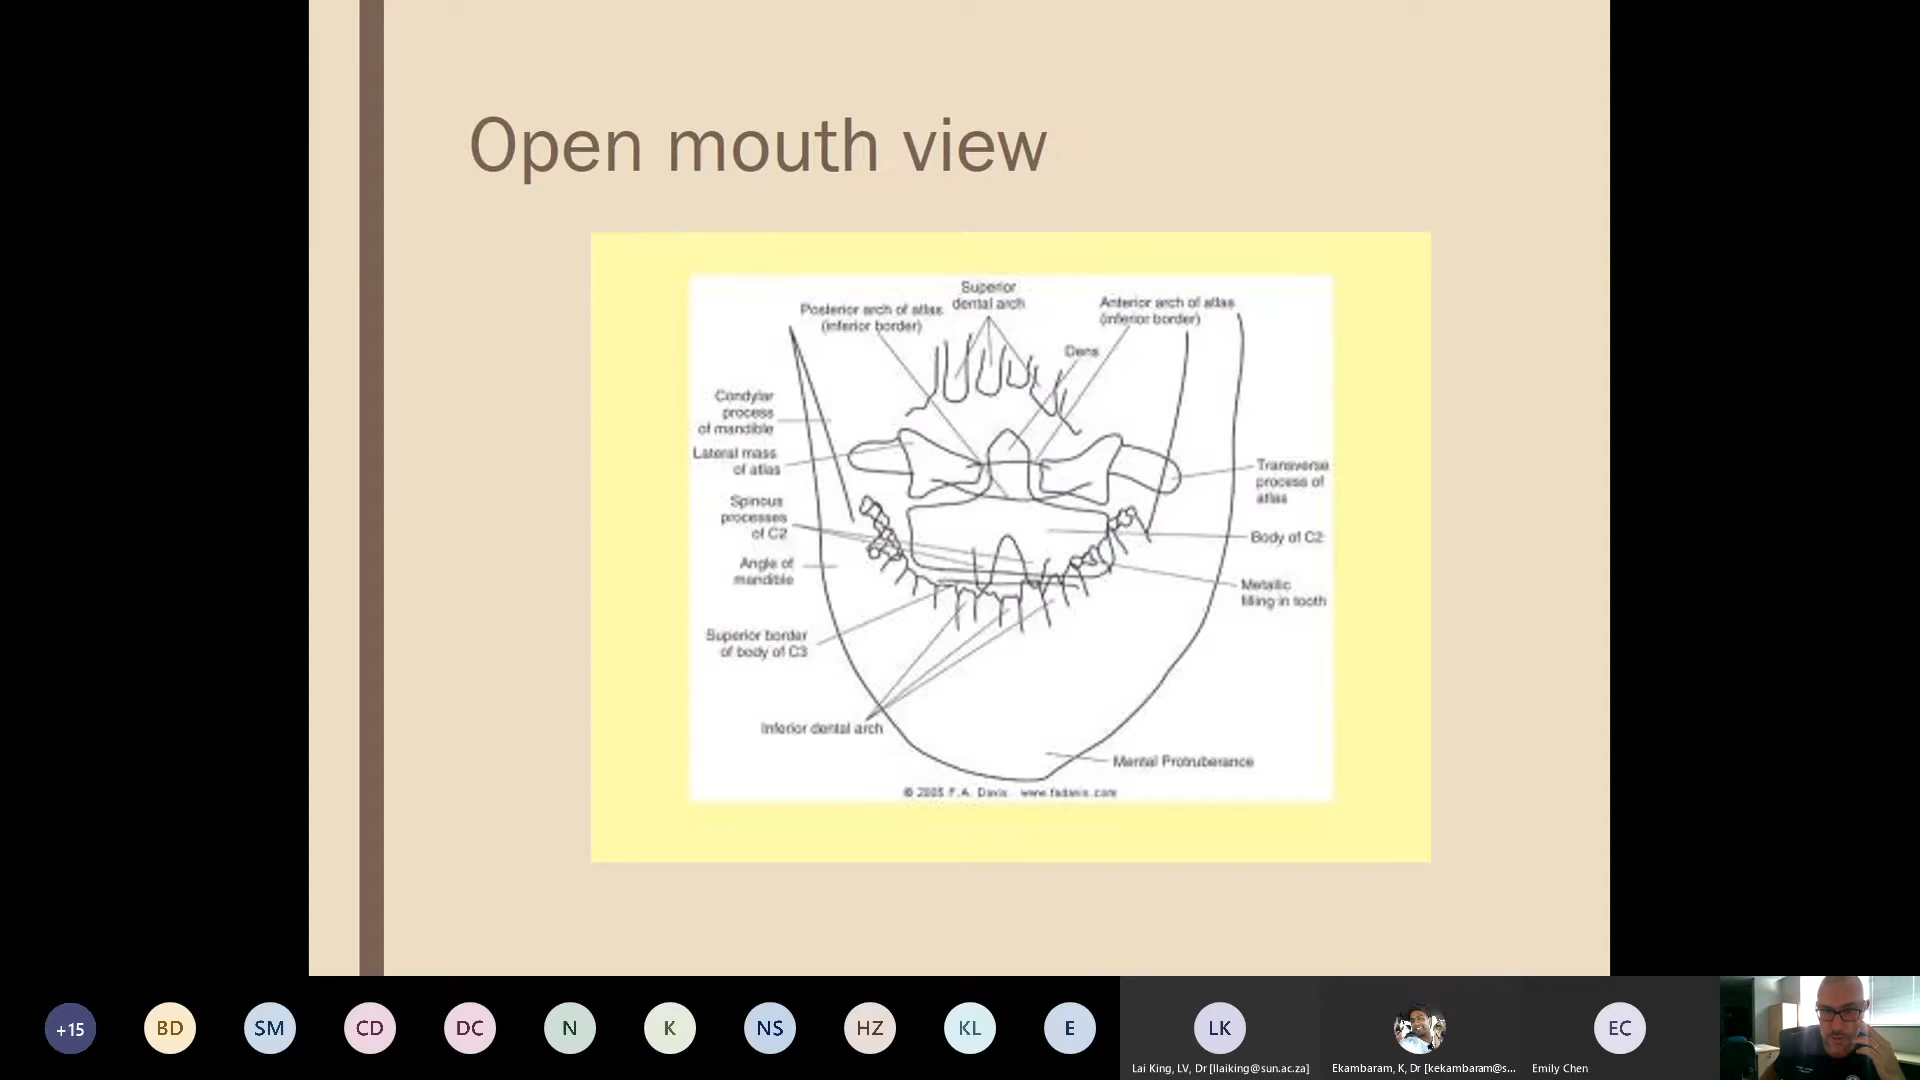 Open mouth view
Superior
dental arch
Posterior arch of atlas
(inferior border)
Anterior arch of atlas
(inferior border)
Dens
Condylar
process
of mandible
Lateral mass
of atlas
Transverse
process of
atlas
Spinous
processes
of C2
Body of C2
Angle of
mandible
Metallic
filling in tooth
Superior border
of body of C3
Inferior dental arch
Mental Protruberance
© 2005 F.A. Davis www.fadavis.com
+15
BD
SM
CD
DC
N
K
NS
HZ
KL
E
LK
EC
Lai King, LV, Dr [llaiking@sun.ac.za]
Ekambaram, K, Dr [kekambaram@s...
Emily Chen